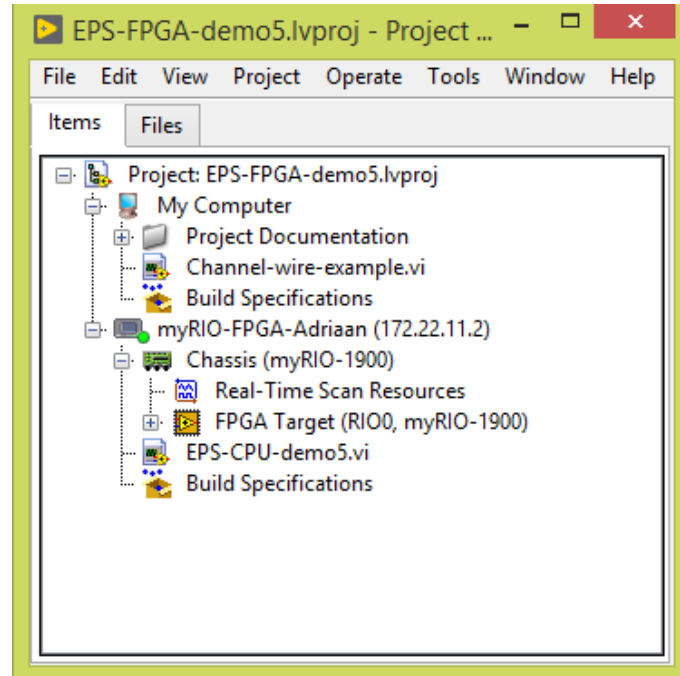 EPS-FPGA-demo5.lvproj - Project ...
File Edit View Project Operate Tools Window Help
Items Files
Project: EPS-FPGA-demo5.lvproj
My Computer
Project Documentation
Channel-wire-example.vi
Build Specifications
myRIO-FPGA-Adriaan (172.22.11.2)
Chassis (myRIO-1900)
Real-Time Scan Resources
FPGA Target (RIO0, myRIO-1900)
EPS-CPU-demo5.vi
Build Specifications